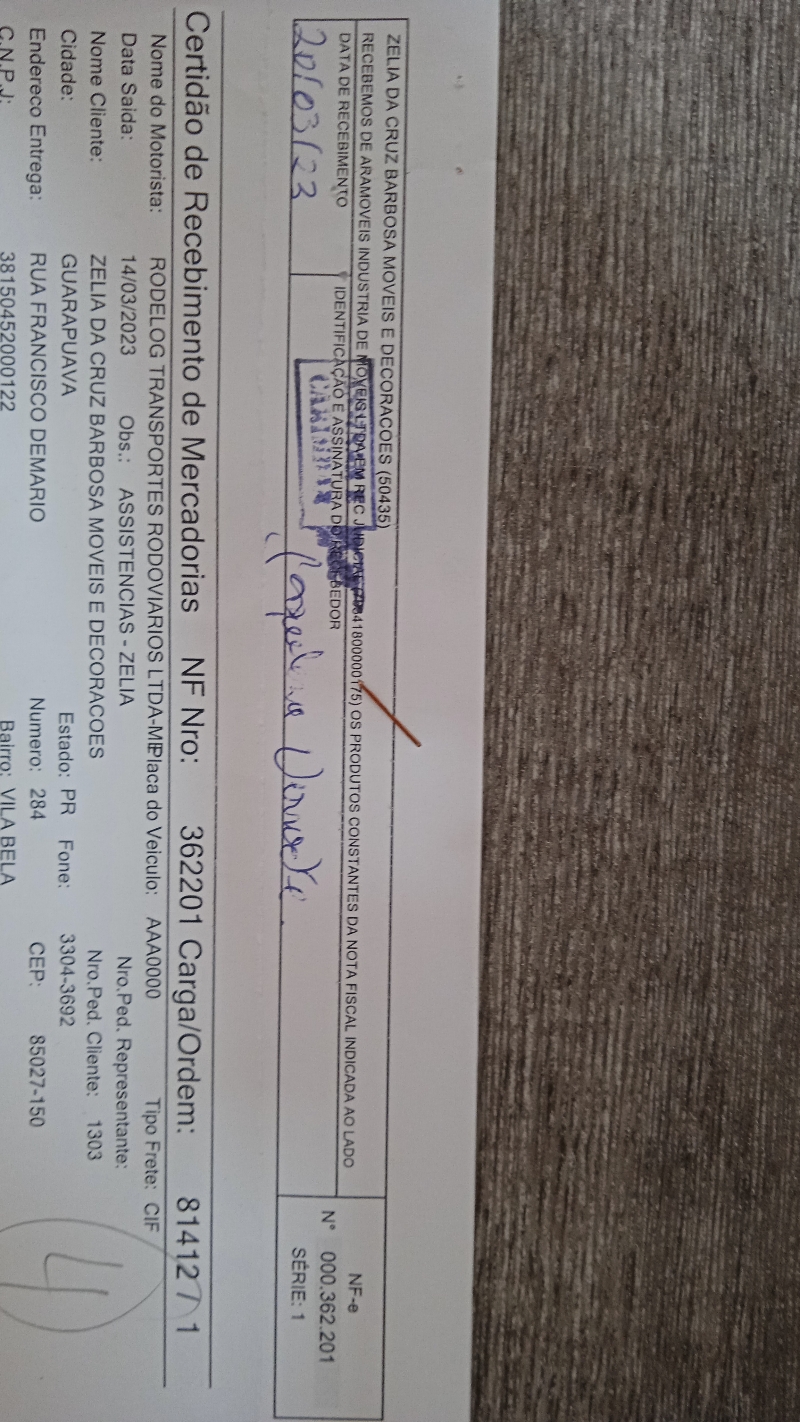 ZELIA DA CRUZ BARBOSA MOVEIS E DECORACOES (50435)
RECEBEMOS DE ARAMOVEIS INDUSTRIA DE MOVEIS LTDA EM REC JUDICIAL 41800000175) OS PRODUTOS CONSTANTES DA NOTA FISCAL INDICADA AO LADO
DATA DE RECEBIMENTO
IDENTIFICAÇÃO E ASSINATURA DO RECEBEDOR
20/03/23
NF-e
N° 000.362.201
SÉRIE: 1
Certidão de Recebimento de Mercadorias NF Nro: 362201 Carga/Ordem: 81412 / 1
Nome do Motorista: RODELOG TRANSPORTES RODOVIARIOS LTDA-ME Placa do Veiculo: AAA0000 Tipo Frete: CIF
Data Saida: 14/03/2023 Obs.: ASSISTENCIAS - ZELIA Nro.Ped. Representante:
Nome Cliente: ZELIA DA CRUZ BARBOSA MOVEIS E DECORACOES Nro.Ped. Cliente: 1303
Cidade: GUARAPUAVA Estado: PR Fone: 3304-3692
Endereco Entrega: RUA FRANCISCO DEMARIO Numero: 284 CEP: 85027-150
C.N.P.J: 38150452000122 Bairro: VILA BELA